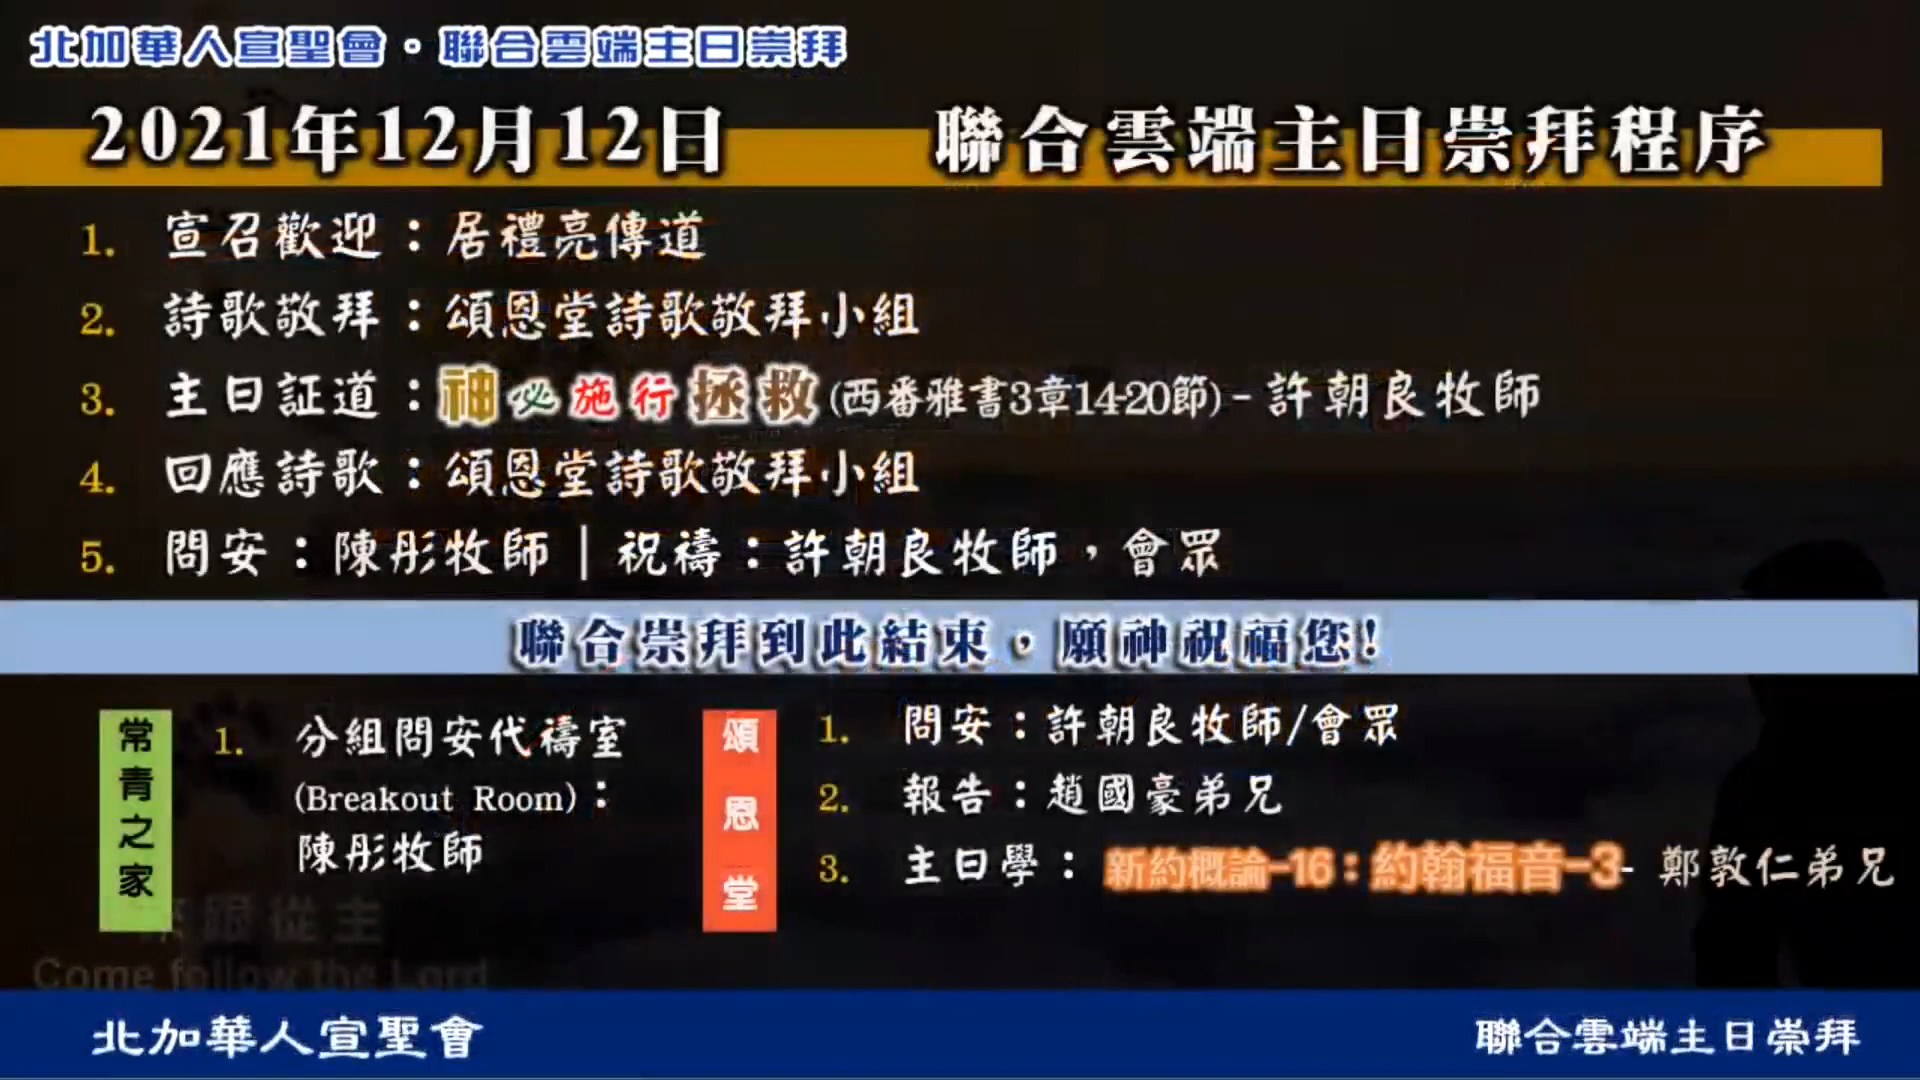 北加華人宣聖會。聯合雲端主日崇拜
2021年12月12日 聯合雲端主日崇拜程序
1. 宣召歡迎：居禮亮傳道
2. 詩歌敬拜：頌恩堂詩歌敬拜小組
3. 主日証道：神必施行拯救(西番雅書3章14-20節)-許朝良牧師
4. 回應詩歌：頌恩堂詩歌敬拜小組
5. 問安：陳彤牧師｜祝禱：許朝良牧師，會眾
聯合崇拜到此結束，願神祝福您!
常青之家
1. 分組問安代禱室
(Breakout Room)：
陳彤牧師
頌恩堂
1. 問安：許朝良牧師/會眾
2. 報告：趙國豪弟兄
3. 主日學：新約概論-16：約翰福音-3- 鄭敦仁弟兄
跟從主
Come follow the Lord
北加華人宣聖會
聯合雲端主日崇拜